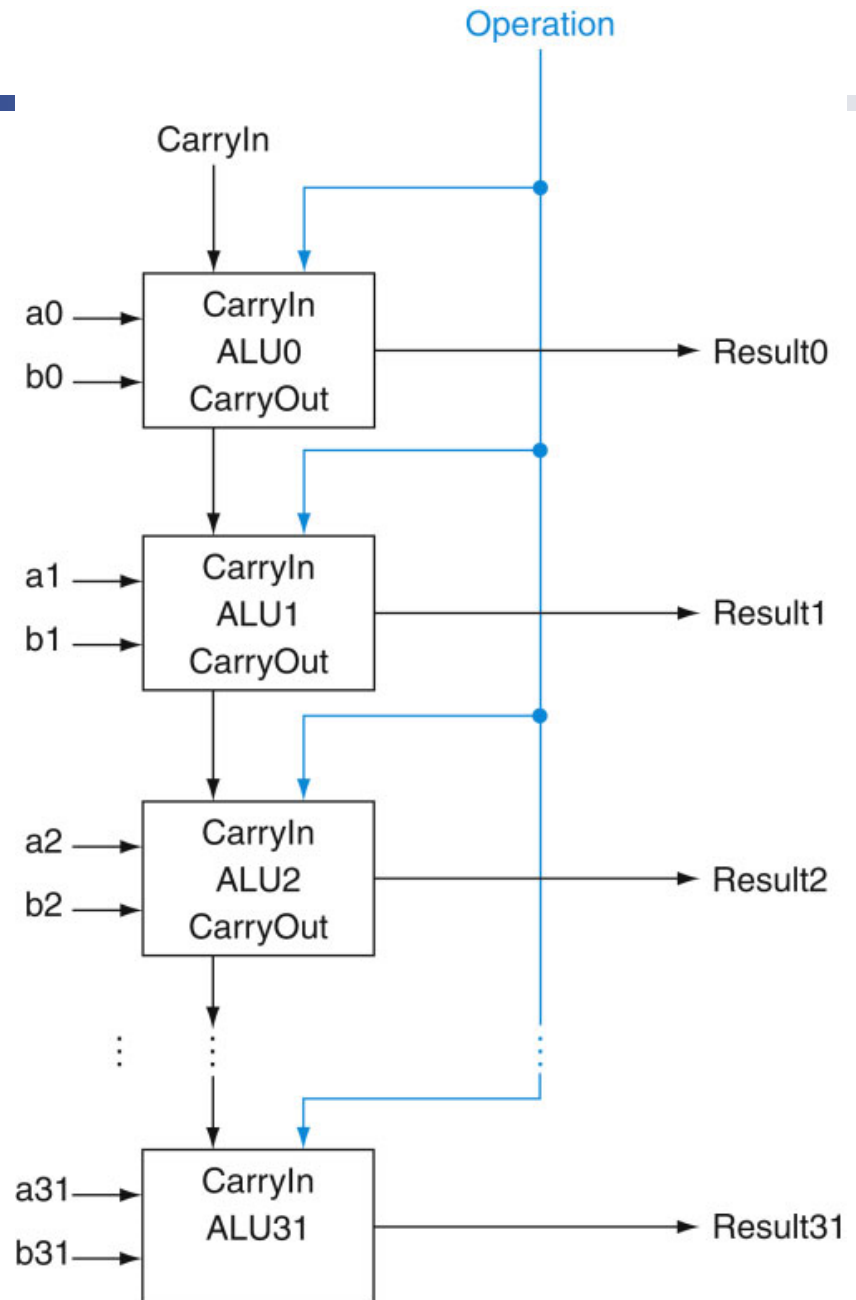 Operation
CarryIn
CarryIn
a0
ALU0
Result0
b0
CarryOut
CarryIn
a1
ALU1
Result1
b1
CarryOut
CarryIn
a2
ALU2
Result2
b2
CarryOut
CarryIn
a31
ALU31
Result31
b31